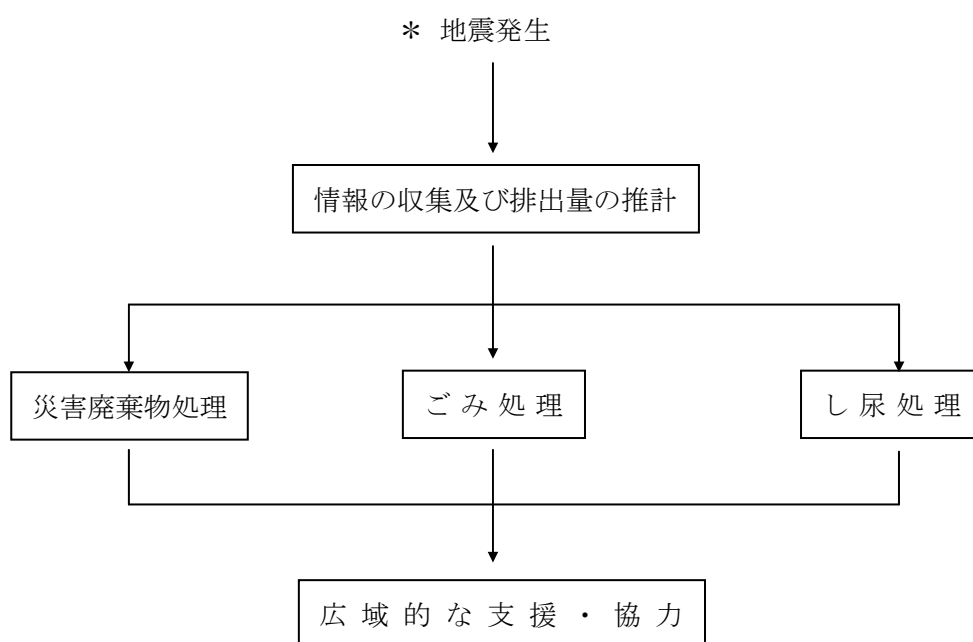 ＊ 地震発生
情報の収集及び排出量の推計
災害廃棄物処理
ごみ処理
し尿処理
広域的な支援・協力